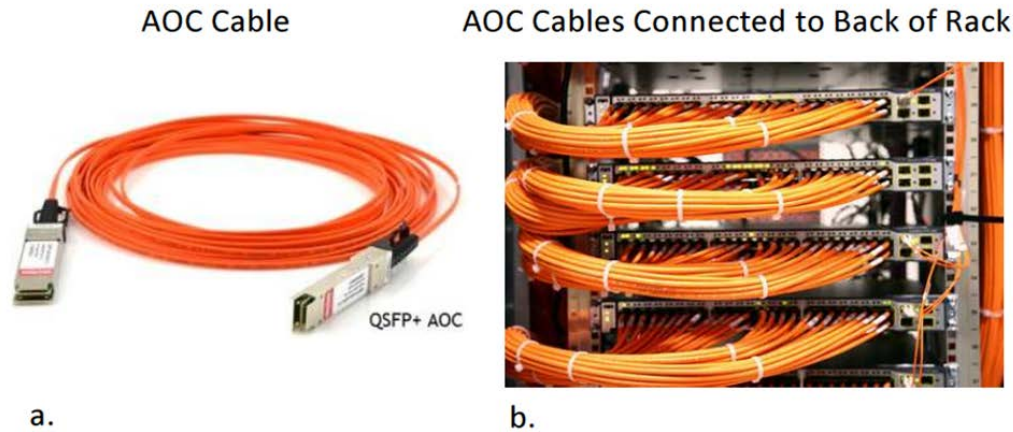 AOC Cable
AOC Cables Connected to Back of Rack
QSFP+ AOC
a.
b.